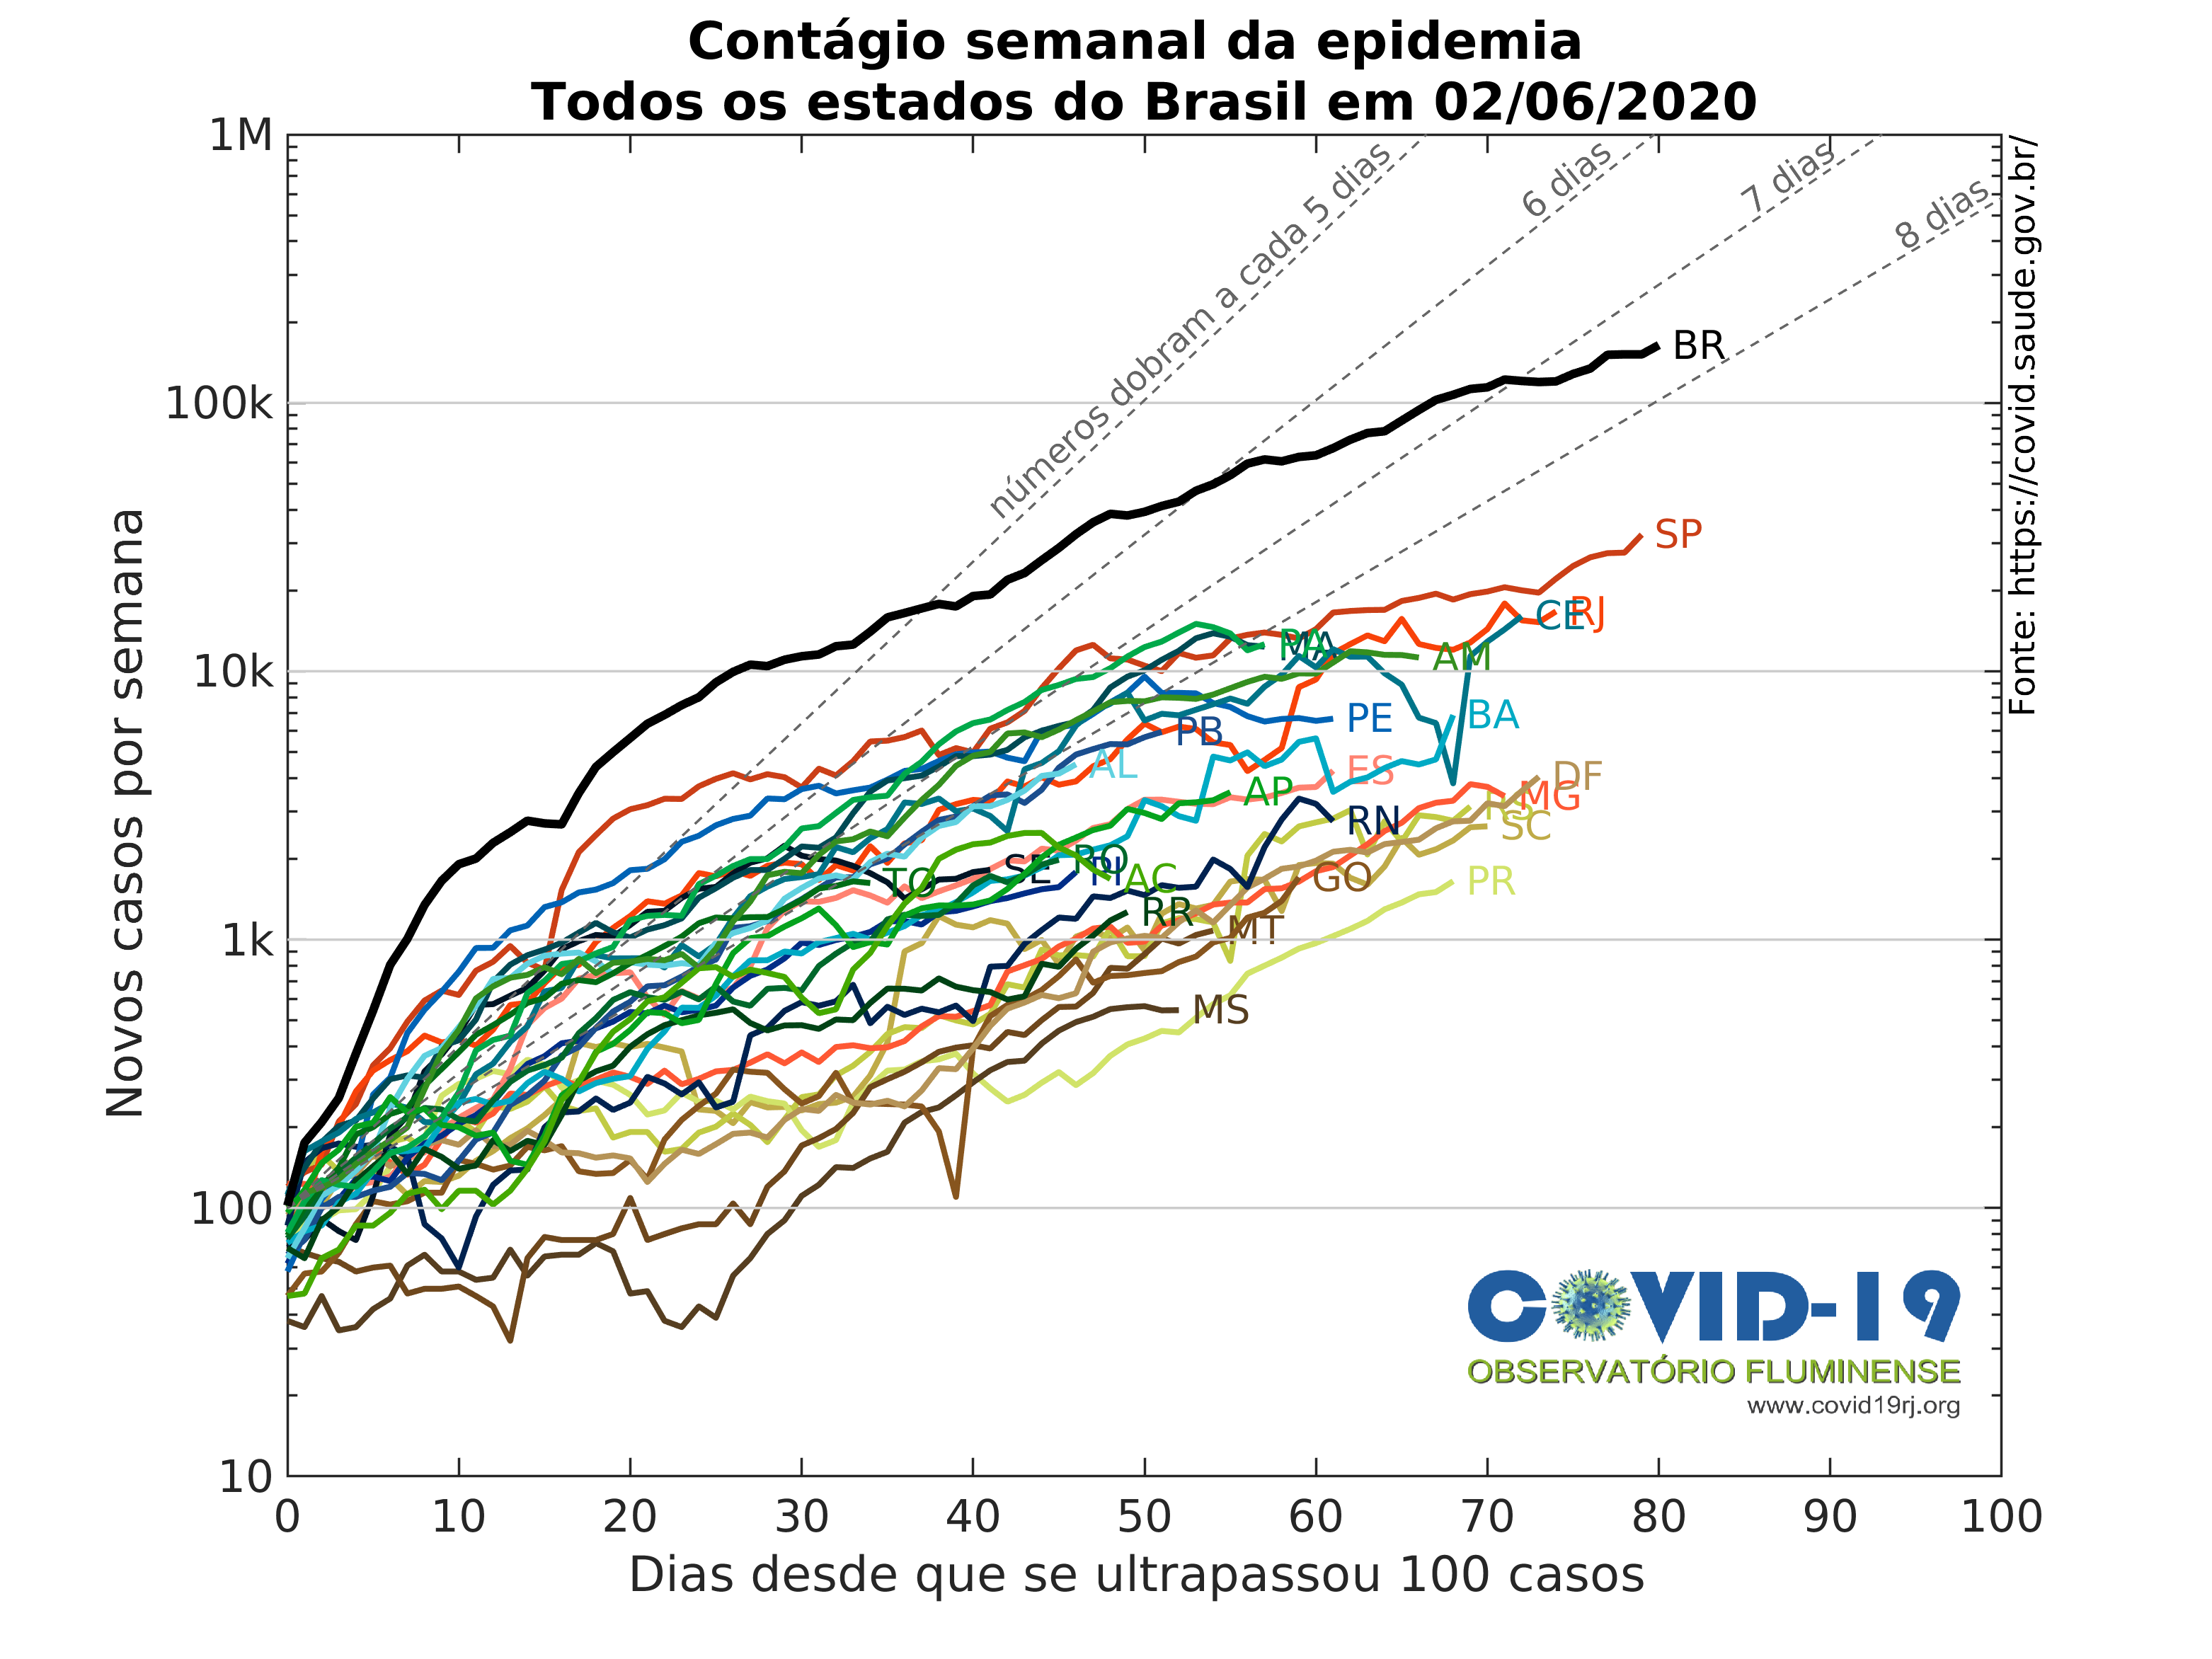 Contágio semanal da epidemia
Todos os estados do Brasil em 02/06/2020
1M
100k
10k
1k
100
10
Novos casos por semana
números dobram a cada 5 dias
6 dias
7 dias
8 dias
Fonte: https://covid.saude.gov.br/
BR
SP
CE
RJ
PA
MA
AM
PE
BA
PB
AL
ES
DF
AP
MG
RS
RN
SC
SE
RO
PI
AC
TO
GO
PR
RR
MT
MS
COVID-19
OBSERVATÓRIO FLUMINENSE
www.covid19rj.org
0 10 20 30 40 50 60 70 80 90 100
Dias desde que se ultrapassou 100 casos